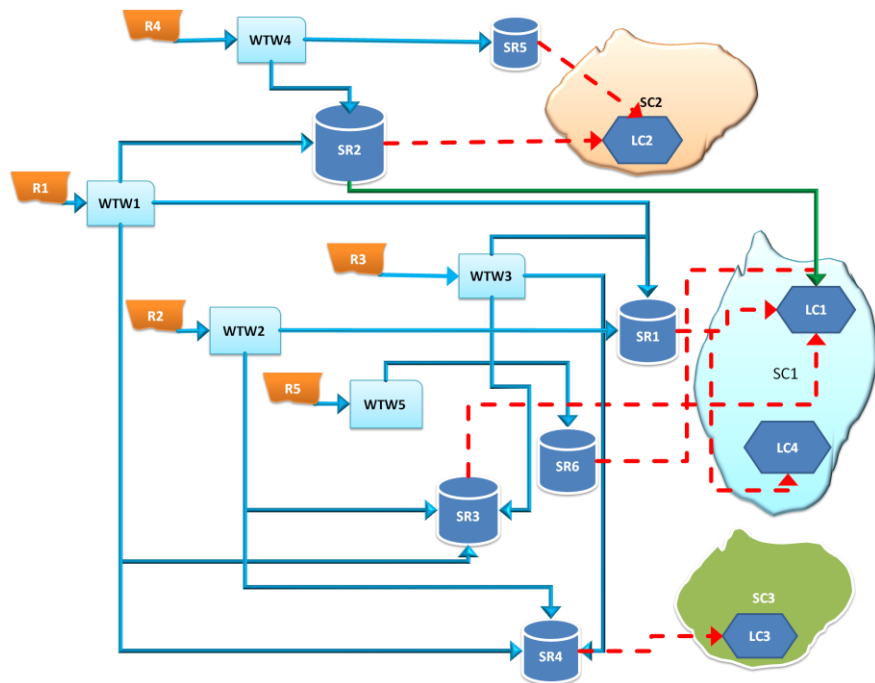 R4
WTW4
SR5
SC2
LC2
SR2
R1
WTW1
R3
WTW3
LC1
R2
WTW2
SR1
SC1
R5
WTW5
LC4
SR6
SR3
SC3
LC3
SR4